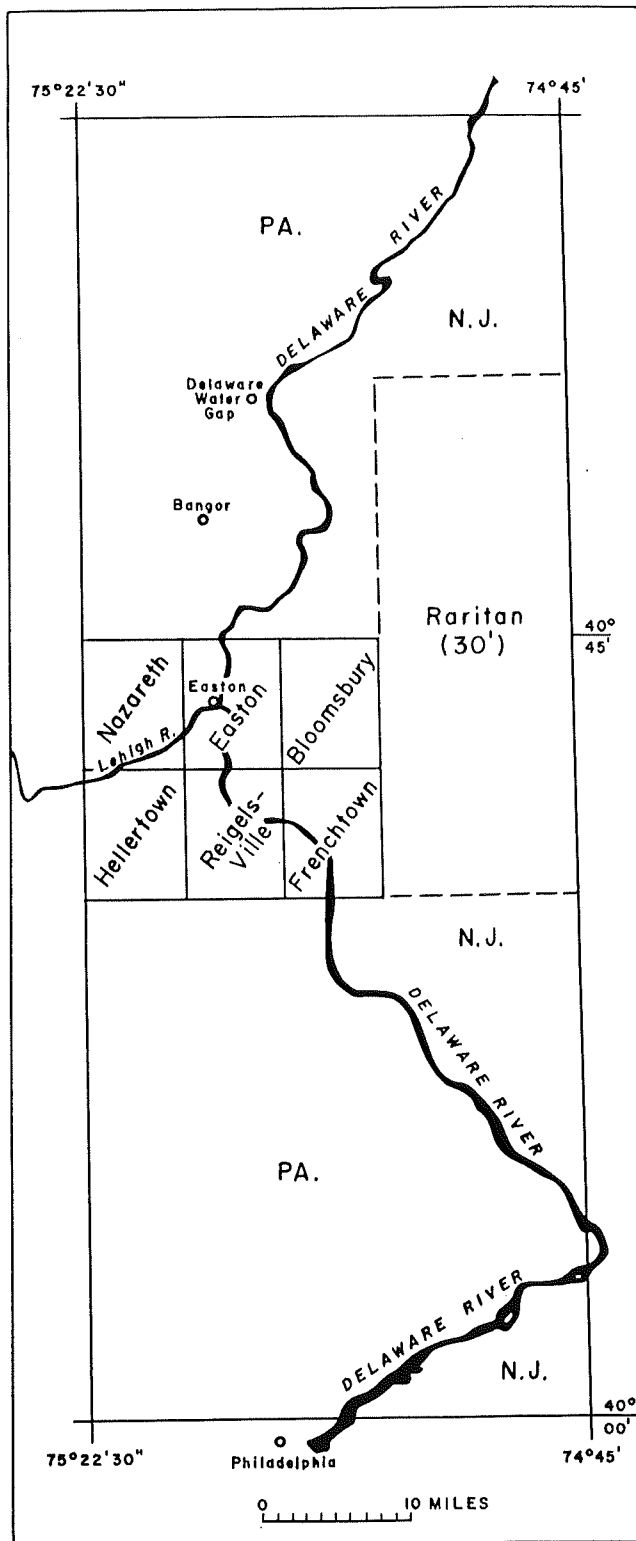 75°22'30"
74°45'
PA.
DELAWARE RIVER
N.J.
Delaware
Water
Gap
Bangor
Raritan
(30')
40°
45'
Nazareth
Easton
Easton
Bloomsbury
Lehigh R.
Hellertown
Reigels-
Ville
Frenchtown
N.J.
DELAWARE RIVER
PA.
DELAWARE RIVER
N.J.
40°
00'
75°22'30"
Philadelphia
74°45'
0 10 MILES